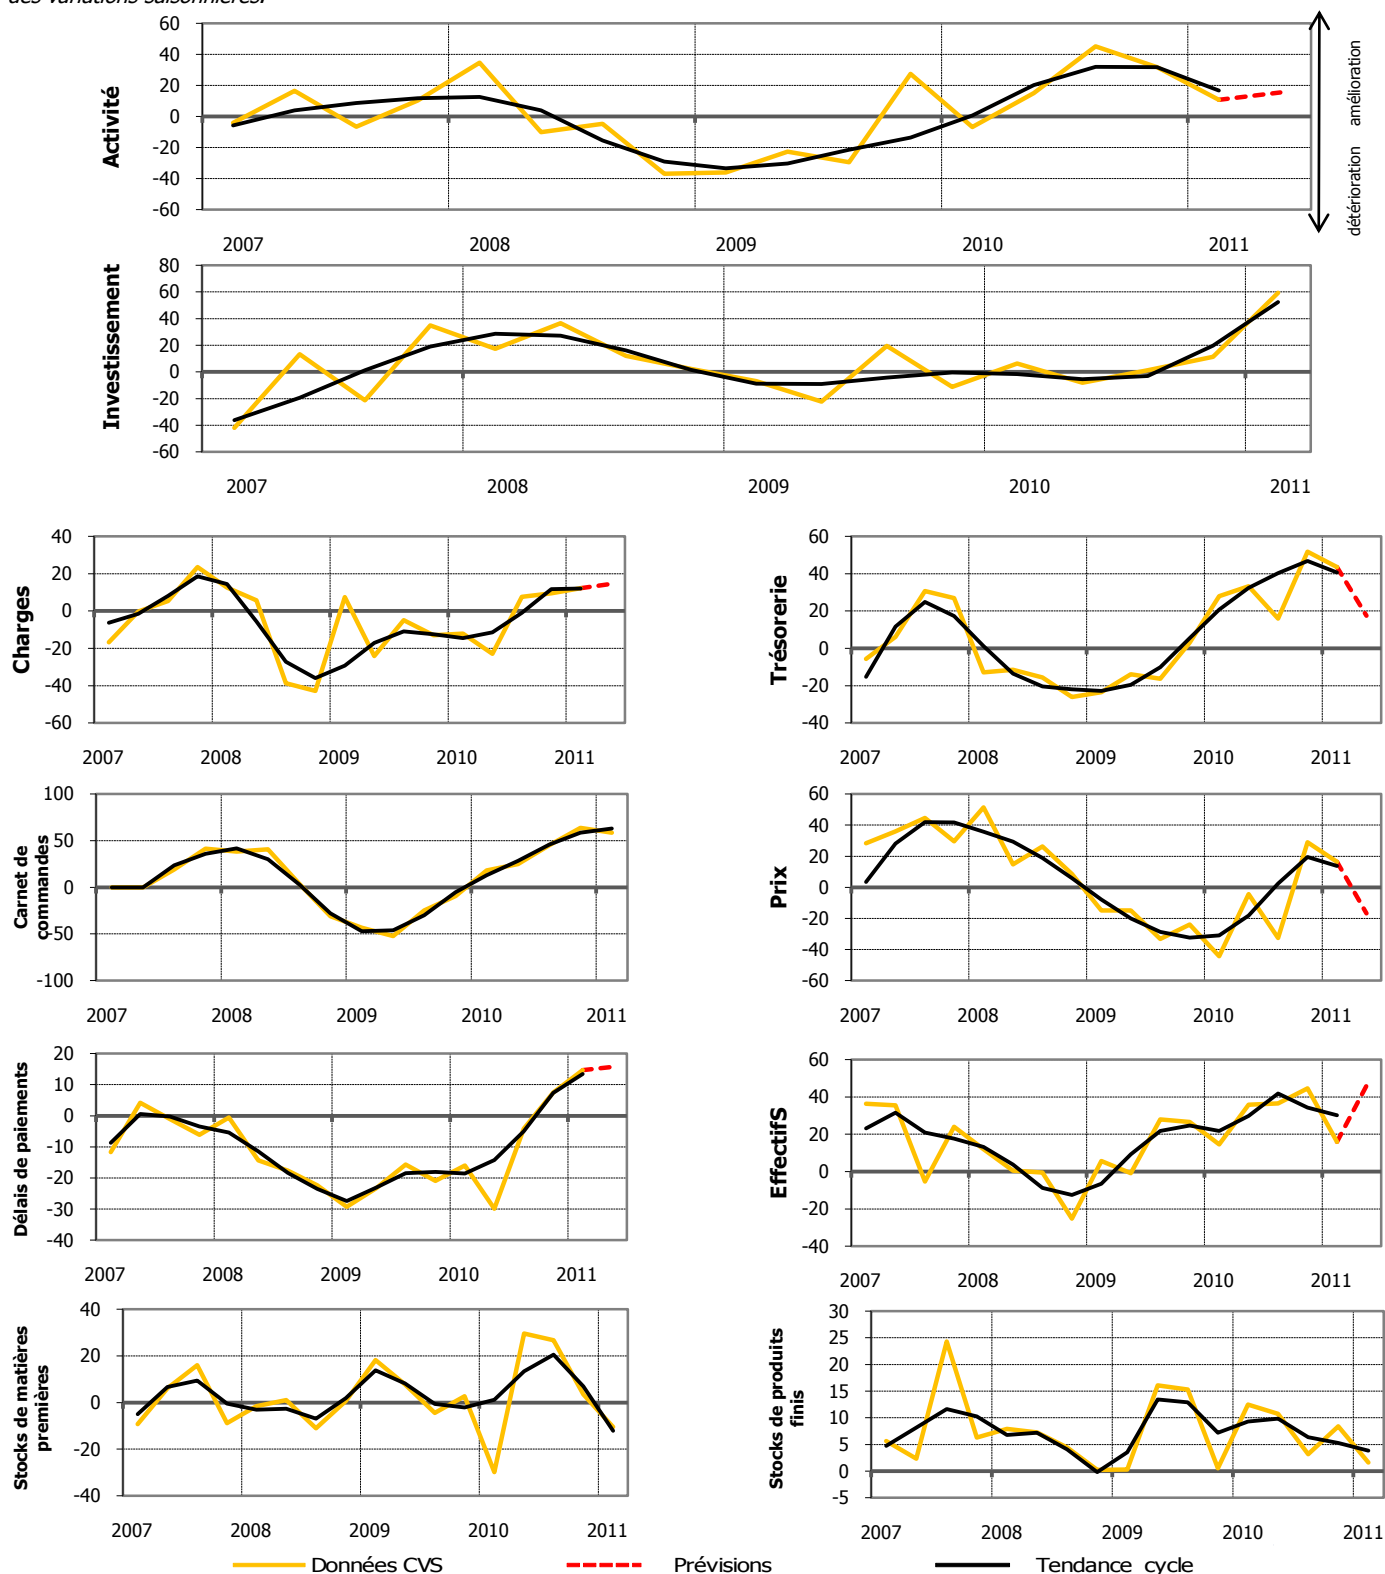 des variations saisonnières.
60
40
20
0
-20
-40
-60
Activité
2007 2008 2009 2010 2011
détérioration amélioration
80
60
40
20
0
-20
-40
-60
Investissement
2007 2008 2009 2010 2011
40
20
0
-20
-40
-60
Charges
2007 2008 2009 2010 2011
60
40
20
0
-20
-40
Trésorerie
2007 2008 2009 2010 2011
100
50
0
-50
-100
Carnet de
commandes
2007 2008 2009 2010 2011
60
40
20
0
-20
-40
-60
Prix
2007 2008 2009 2010 2011
20
10
0
-10
-20
-30
-40
Délais de paiements
2007 2008 2009 2010 2011
60
40
20
0
-20
-40
EffectifS
2007 2008 2009 2010 2011
40
20
0
-20
-40
Stocks de matières
premières
2007 2008 2009 2010 2011
30
25
20
15
10
5
0
-5
Stocks de produits
finis
2007 2008 2009 2010 2011
Données CVS Prévisions Tendance cycle